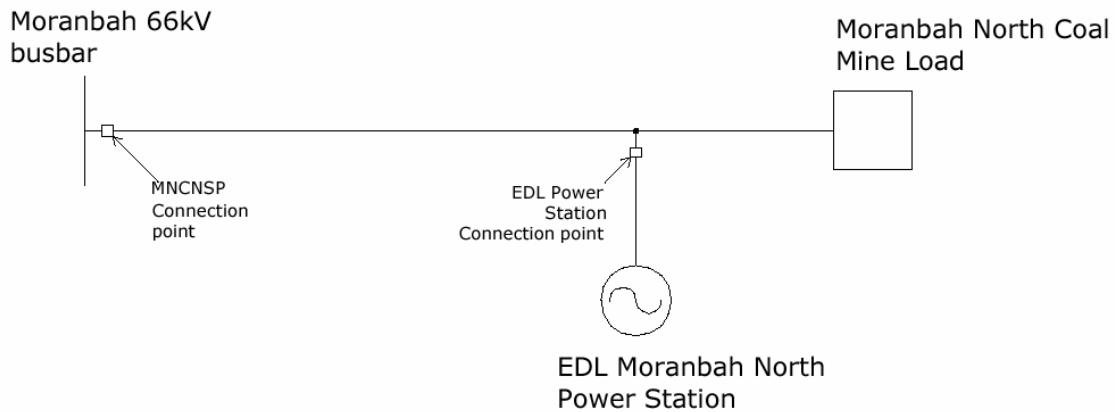 Moranbah 66kV
busbar
Moranbah North Coal
Mine Load
MNCNSP
Connection
point
EDL Power
Station
Connection point
EDL Moranbah North
Power Station